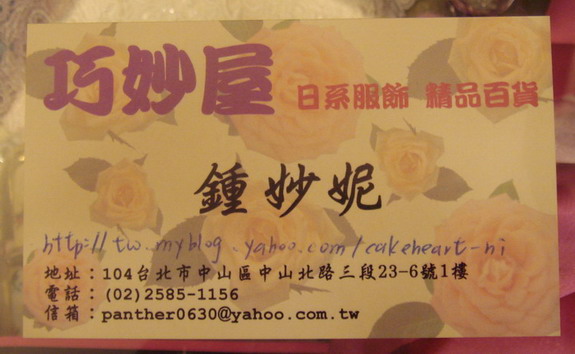 巧妙屋 日系服飾 精品百貨
鍾妙妮
http://tw.myblog.yahoo.com/cakeheart-ni
地址：104台北市中山區中山北路三段23-6號1樓
電話：(02)2585-1156
信箱：panther0630@yahoo.com.tw